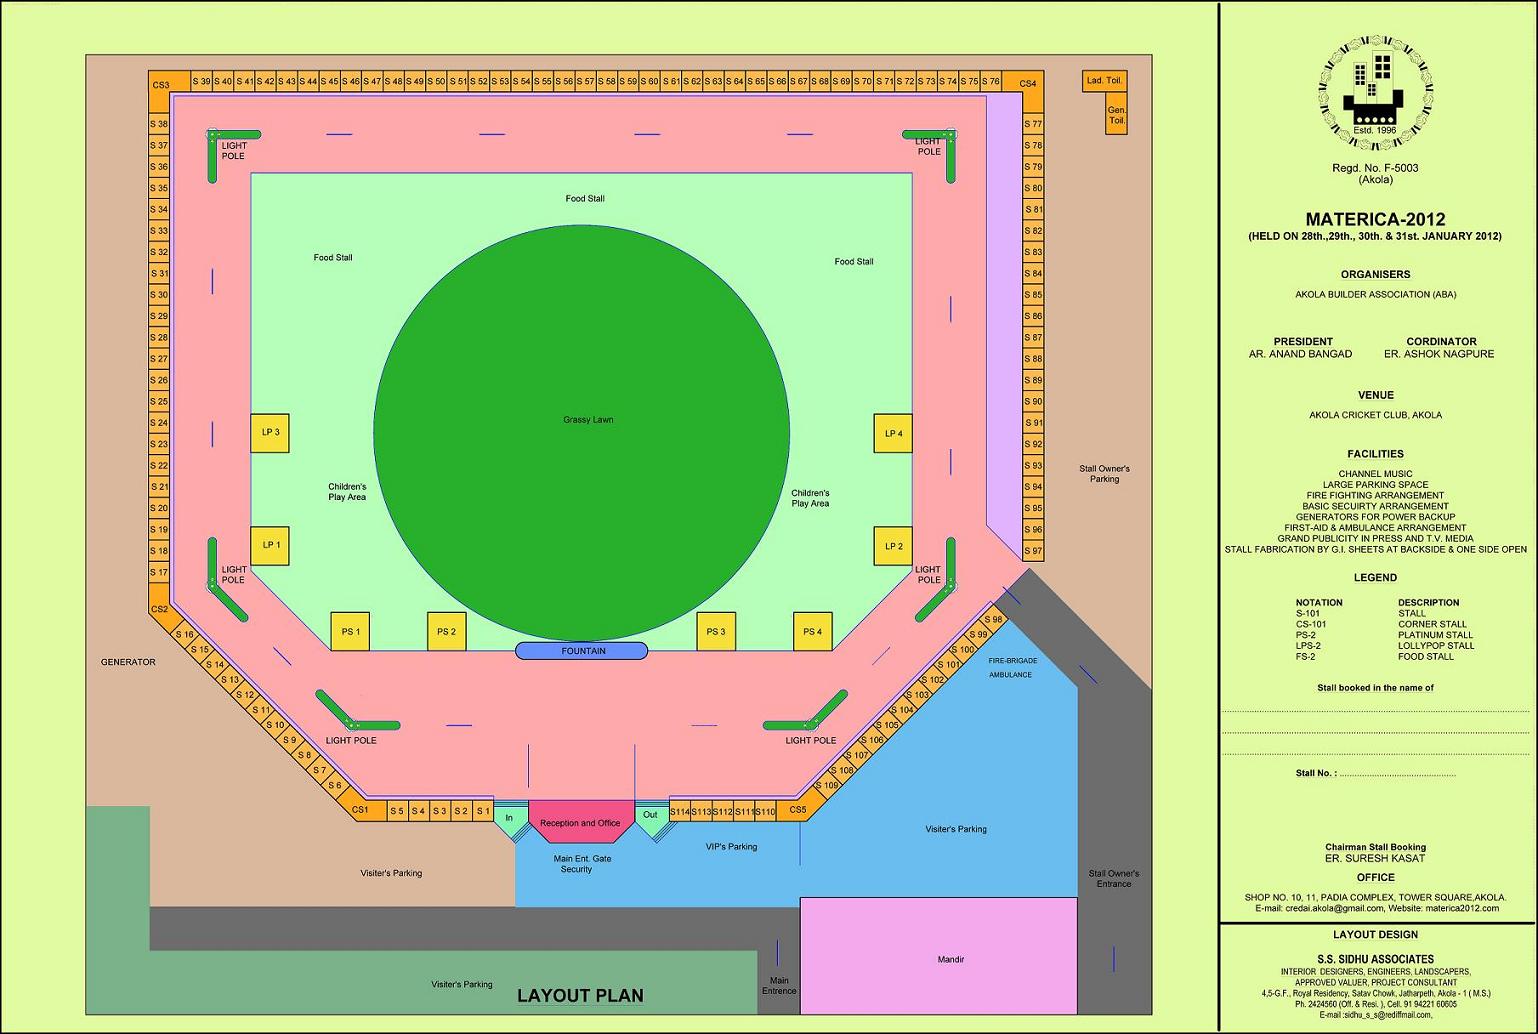 CS3
S 39 S 40 S 41 S 42 S 43 S 44 S 45 S 46 S 47 S 48 S 49 S 50 S 51 S 52 S 53 S 54 S 55 S 56 S 57 S 58 S 59 S 60 S 61 S 62 S 63 S 64 S 65 S 66 S 67 S 68 S 69 S 70 S 71 S 72 S 73 S 74 S 75 S 76
CS4
Lad. Toil.
Gen.
Toil.
S 38
S 37
S 36
S 35
S 34
S 33
S 32
S 31
S 30
S 29
S 28
S 27
S 26
S 25
S 24
S 23
S 22
S 21
S 20
S 19
S 18
S 17
CS2
S 16
S 15
S 14
S 13
S 12
S 11
S 10
S 9
S 8
S 7
S 6
CS1
S 5 S 4 S 3 S 2 S 1
S 77
S 78
S 79
S 80
S 81
S 82
S 83
S 84
S 85
S 86
S 87
S 88
S 89
S 90
S 91
S 92
S 93
S 94
S 95
S 96
S 97
S 98
S 99
S 100
S 101
S 102
S 103
S 104
S 105
S 106
S 107
S 108
S 109
CS5
S114 S113 S112 S111 S110
LIGHT
POLE
LIGHT
POLE
Food Stall
Food Stall
Food Stall
Grassy Lawn
LP 3
LP 4
Children's
Play Area
Children's
Play Area
LP 1
LP 2
LIGHT
POLE
LIGHT
POLE
PS 1
PS 2
PS 3
PS 4
FOUNTAIN
LIGHT POLE
LIGHT POLE
GENERATOR
Stall Owner's
Parking
FIRE-BRIGADE
AMBULANCE
In
Reception and Office
Out
Main Ent. Gate
Security
VIP's Parking
Visiter's Parking
Visiter's Parking
Stall Owner's
Entrance
Mandir
Main
Entrence
Visiter's Parking
LAYOUT PLAN
Estd. 1996
Regd. No. F-5003
(Akola)
MATERICA-2012
(HELD ON 28th.,29th., 30th. & 31st. JANUARY 2012)
ORGANISERS
AKOLA BUILDER ASSOCIATION (ABA)
PRESIDENT CORDINATOR
AR. ANAND BANGAD ER. ASHOK NAGPURE
VENUE
AKOLA CRICKET CLUB, AKOLA
FACILITIES
CHANNEL MUSIC
LARGE PARKING SPACE
FIRE FIGHTING ARRANGEMENT
BASIC SECUIRTY ARRANGEMENT
GENERATORS FOR POWER BACKUP
FIRST-AID & AMBULANCE ARRANGEMENT
GRAND PUBLICITY IN PRESS AND T.V. MEDIA
STALL FABRICATION BY G.I. SHEETS AT BACKSIDE & ONE SIDE OPEN
LEGEND
NOTATION DESCRIPTION
S-101 STALL
CS-101 CORNER STALL
PS-2 PLATINUM STALL
LPS-2 LOLLYPOP STALL
FS-2 FOOD STALL
Stall booked in the name of
Stall No. : ................................................
Chairman Stall Booking
ER. SURESH KASAT
OFFICE
SHOP NO. 10, 11, PADIA COMPLEX, TOWER SQUARE,AKOLA.
E-mail: credai.akola@gmail.com, Website: materica2012.com
LAYOUT DESIGN
S.S. SIDHU ASSOCIATES
INTERIOR DESIGNERS, ENGINEERS, LANDSCAPERS,
APPROVED VALUER, PROJECT CONSULTANT
4,5-G.F., Royal Residency, Satav Chowk, Jatharpeth, Akola - 1 ( M.S.)
Ph. 2424560 (Off. & Resi. ), Cell. 91 94221 60605
E-mail :sidhu_s_s@rediffmail.com,